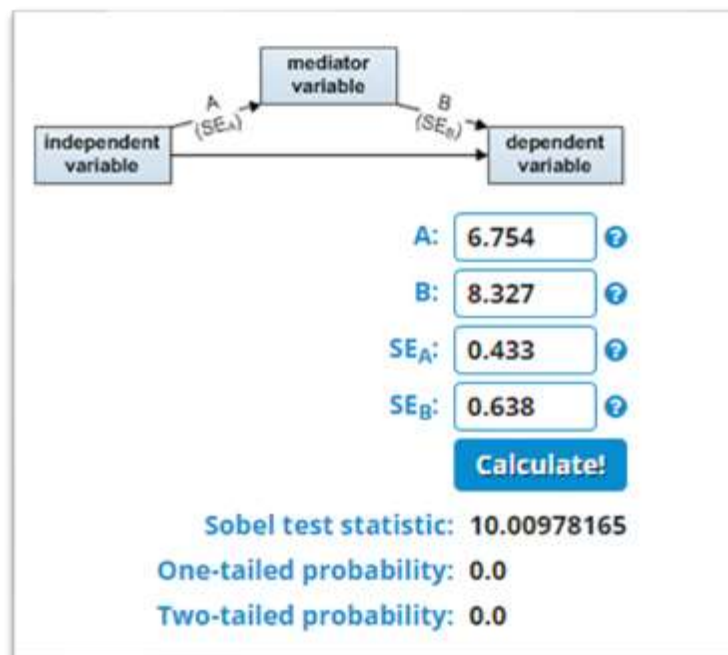 mediator
variable
A
(SEA)
B
(SEB)
independent
variable
dependent
variable
A: 6.754 ?
B: 8.327 ?
SEA: 0.433 ?
SEB: 0.638 ?
Calculate!
Sobel test statistic: 10.00978165
One-tailed probability: 0.0
Two-tailed probability: 0.0